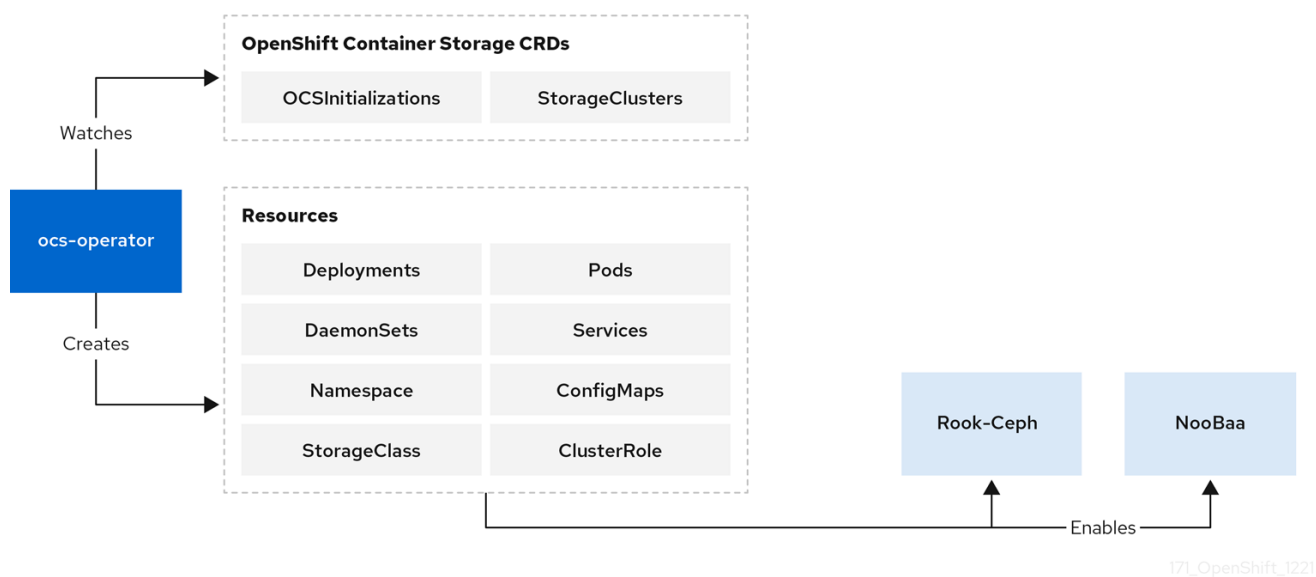 OpenShift Container Storage CRDs
OCSInitializations StorageClusters
Watches
ocs-operator
Creates
Resources
Deployments Pods
DaemonSets Services
Namespace ConfigMaps
StorageClass ClusterRole
Rook-Ceph NooBaa
Enables
171_OpenShift_1221